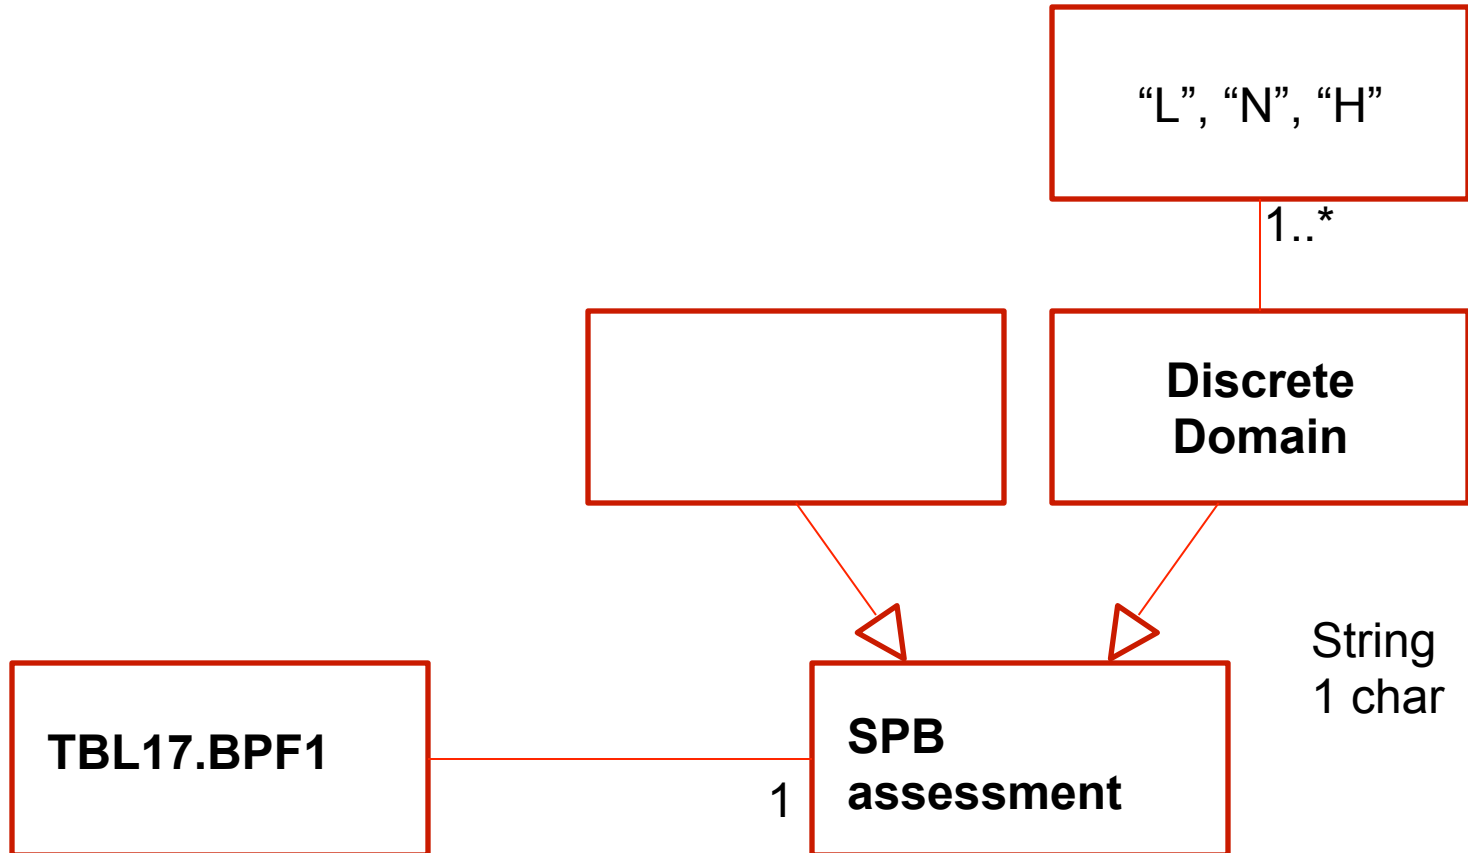 “L”, “N”, “H”
1..*
Discrete
Domain
String
1 char
TBL17.BPF1
1
SPB
assessment